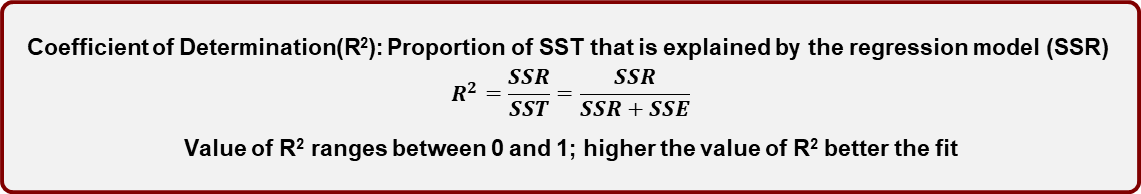 Coefficient of Determination(R²): Proportion of SST that is explained by the regression model (SSR)
R² = SSR/SST = SSR/(SSR + SSE)
Value of R² ranges between 0 and 1; higher the value of R² better the fit